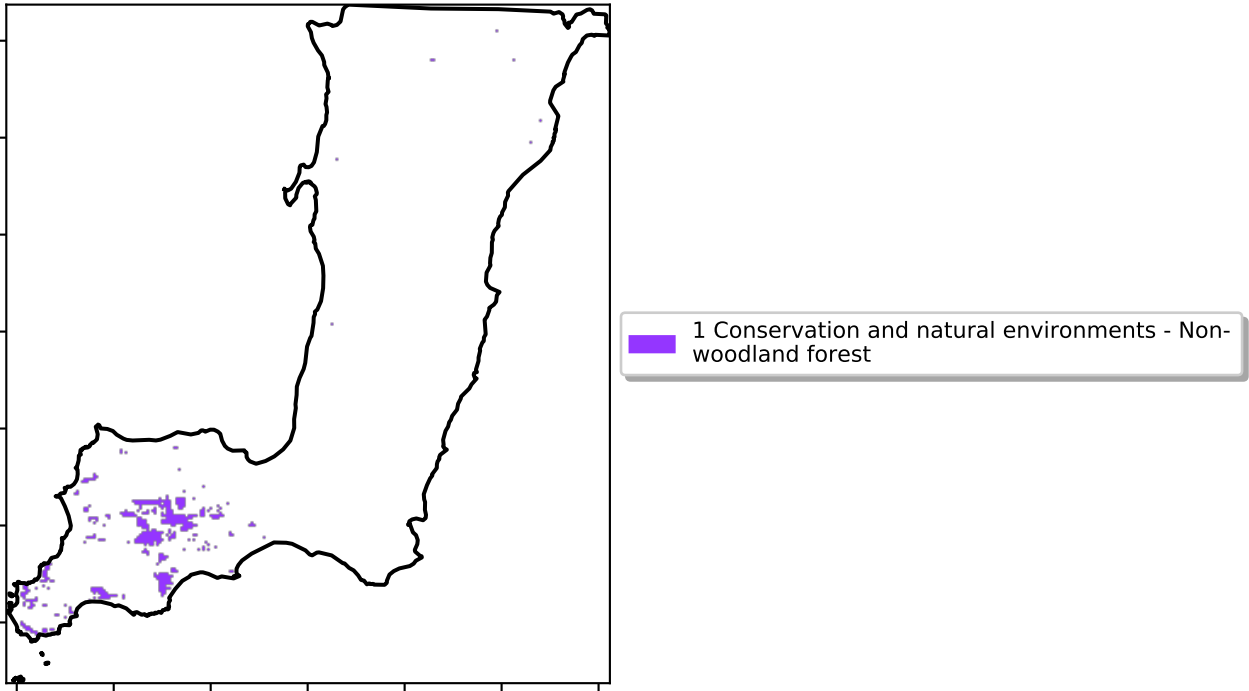 1 Conservation and natural environments - Non-
woodland forest